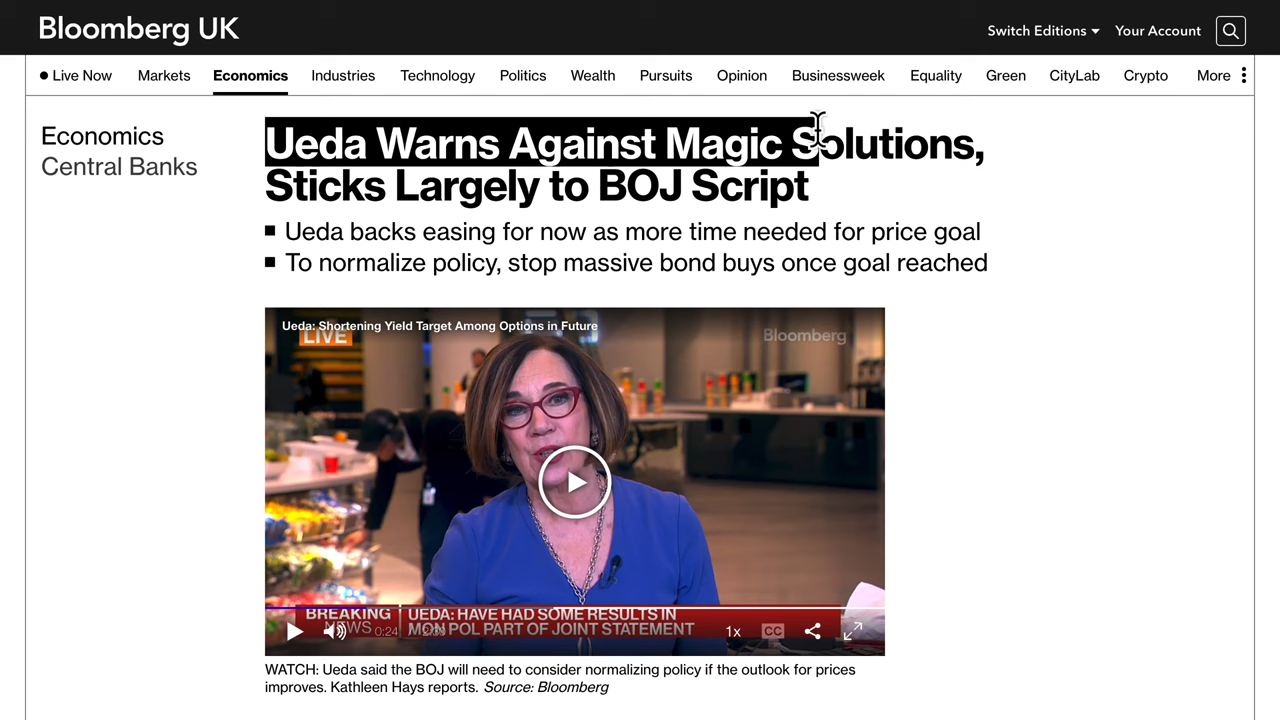 Bloomberg UK
Switch Editions
Your Account
Live Now
Markets
Economics
Industries
Technology
Politics
Wealth
Pursuits
Opinion
Businessweek
Equality
Green
CityLab
Crypto
More
Economics
Central Banks
Ueda Warns Against Magic Solutions,
Sticks Largely to BOJ Script
Ueda backs easing for now as more time needed for price goal
To normalize policy, stop massive bond buys once goal reached
Ueda: Shortening Yield Target Among Options in Future
LIVE
Bloomberg
BREAKING
NEWS
UEDA: HAVE HAD SOME RESULTS IN
MON POL PART OF JOINT STATEMENT
0:24
1x
CC
WATCH: Ueda said the BOJ will need to consider normalizing policy if the outlook for prices
improves. Kathleen Hays reports. Source: Bloomberg